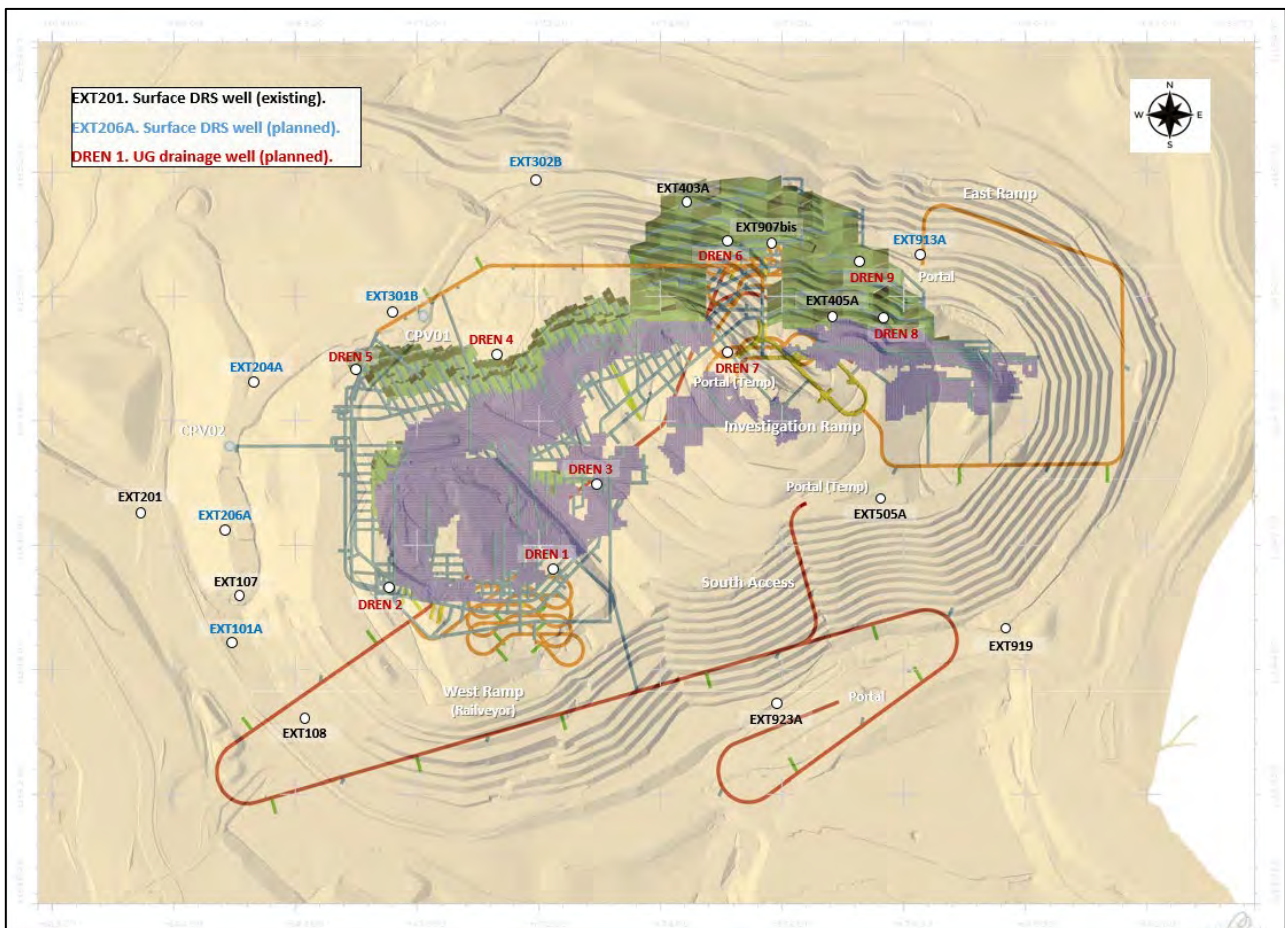 EXT201. Surface DRS well (existing).
EXT206A. Surface DRS well (planned).
DREN 1. UG drainage well (planned).
N
W
E
S
EXT302B
EXT403A
East Ramp
EXT907bis
EXT913A
DREN 6
DREN 9
Portal
EXT301B
EXT405A
CPV01
DREN 8
DREN 4
DREN 5
DREN 7
EXT204A
Portal (Temp)
CPV02
Investigation Ramp
DREN 3
Portal (Temp)
EXT201
EXT505A
EXT206A
DREN 1
South Access
EXT107
DREN 2
EXT101A
EXT919
West Ramp
(Railveyor)
Portal
EXT923A
EXT108